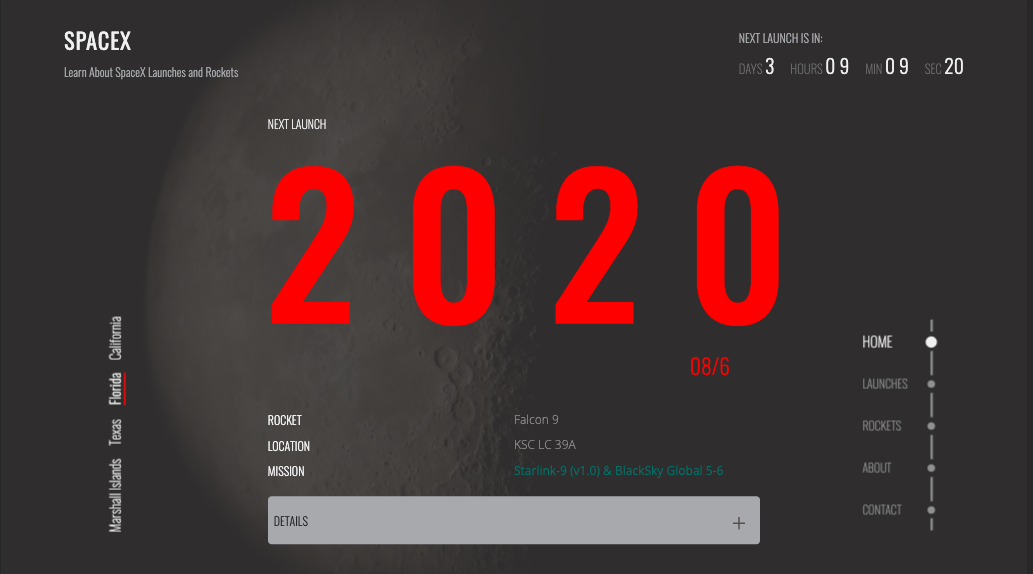 SPACEX
Learn About SpaceX Launches and Rockets
NEXT LAUNCH IS IN:
DAYS 3 HOURS 0 9 MIN 0 9 SEC 20
NEXT LAUNCH
2020
08/6
California
Florida
Texas
Marshall Islands
ROCKET Falcon 9
LOCATION KSC LC 39A
MISSION Starlink-9 (v1.0) & BlackSky Global 5-6
DETAILS +
HOME
LAUNCHES
ROCKETS
ABOUT
CONTACT